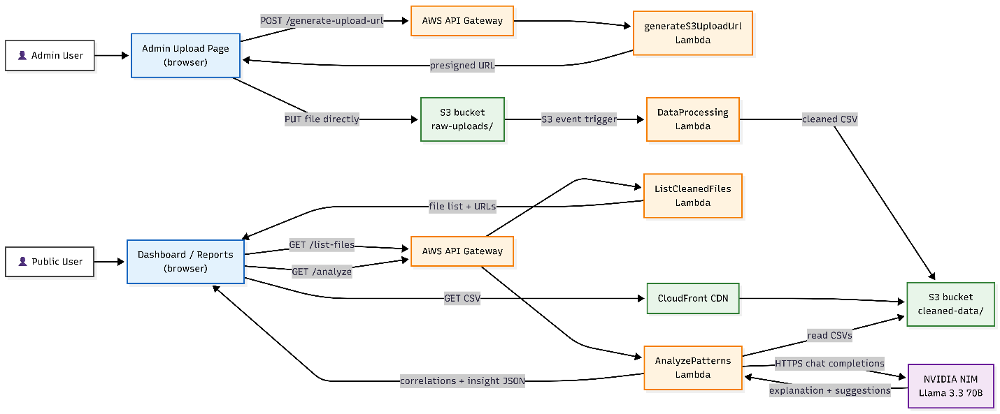 POST /generate-upload-url
AWS API Gateway
generateS3UploadUrl
Lambda
Admin User
Admin Upload Page
(browser)
presigned URL
PUT file directly
S3 bucket
raw-uploads/
S3 event trigger
DataProcessing
Lambda
cleaned CSV
ListCleanedFiles
Lambda
file list + URLs
Public User
Dashboard / Reports
(browser)
GET /list-files
GET /analyze
AWS API Gateway
GET CSV
CloudFront CDN
S3 bucket
cleaned-data/
read CSVs
AnalyzePatterns
Lambda
correlations + insight JSON
HTTPS chat completions
explanation + suggestions
NVIDIA NIM
Llama 3.3 70B